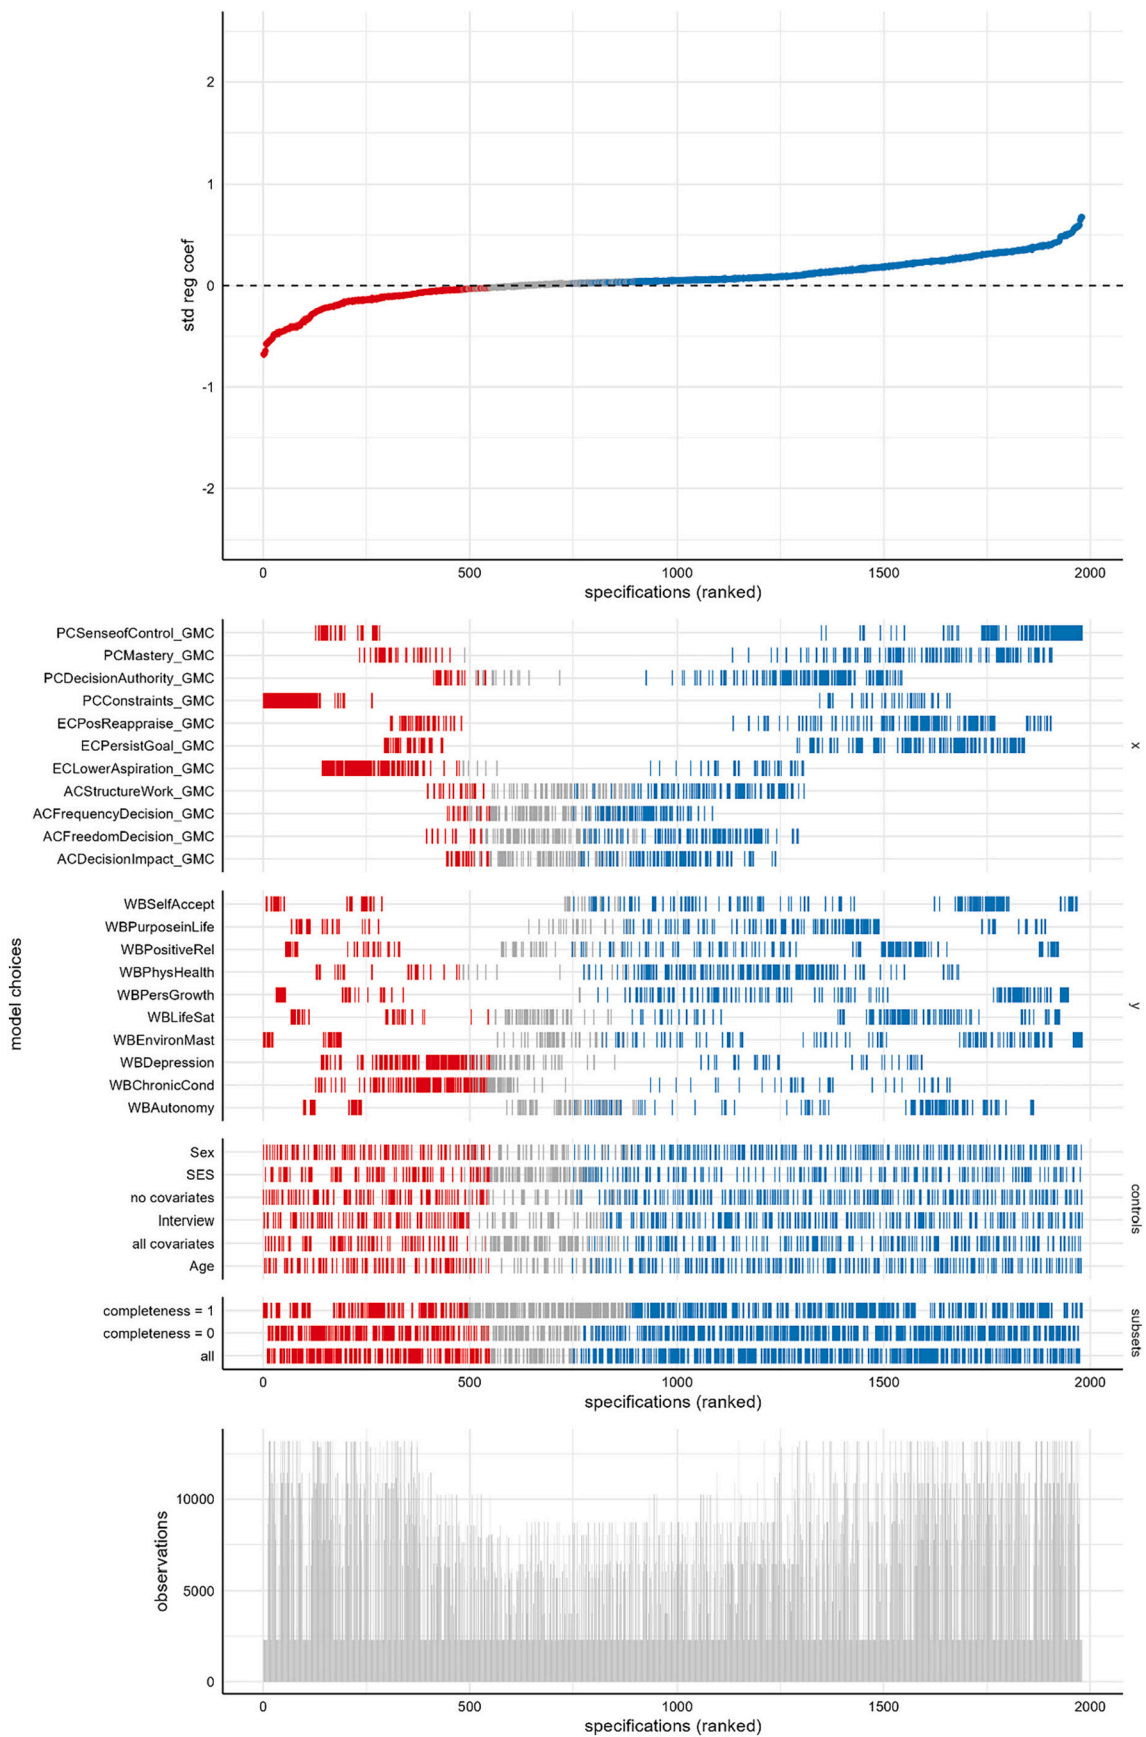 2
1
0
-1
-2
std reg coef
0 500 1000 1500 2000
specifications (ranked)
PCSenseofControl_GMC
PCMastery_GMC
PCDecisionAuthority_GMC
PCConstraints_GMC
ECPosReappraise_GMC
ECPersistGoal_GMC
ECLowerAspiration_GMC
ACStructureWork_GMC
ACFrequencyDecision_GMC
ACFreedomDecision_GMC
ACDecisionImpact_GMC
x
WBSelfAccept
WBPurposeinLife
WBPositiveRel
WBPhysHealth
WBPersGrowth
WBLifeSat
WBEnvironMast
WBDepression
WBChronicCond
WBAutonomy
y
model choices
Sex
SES
no covariates
Interview
all covariates
Age
controls
completeness = 1
completeness = 0
all
subsets
0 500 1000 1500 2000
specifications (ranked)
10000
5000
0
observations
0 500 1000 1500 2000
specifications (ranked)